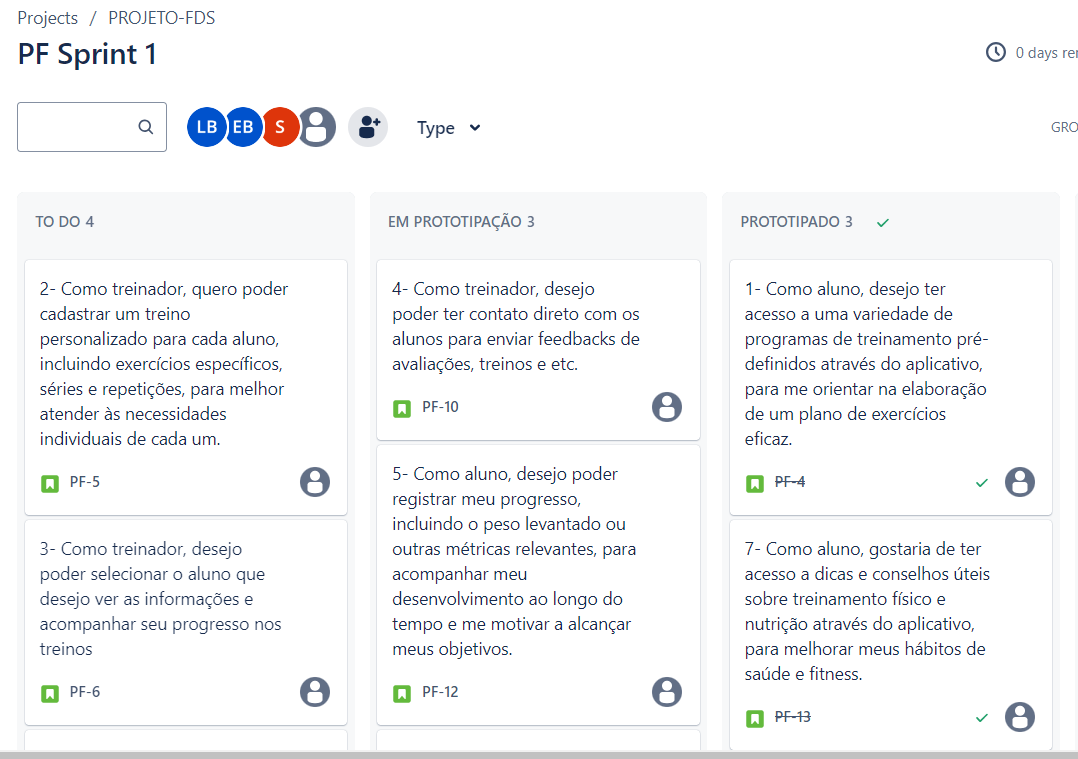 Projects / PROJETO-FDS
PF Sprint 1
0 days
LB EB S
Type
TO DO 4
2- Como treinador, quero poder
cadastrar um treino
personalizado para cada aluno,
incluindo exercícios específicos,
séries e repetições, para melhor
atender às necessidades
individuais de cada um.
PF-5
3- Como treinador, desejo
poder selecionar o aluno que
desejo ver as informações e
acompanhar seu progresso nos
treinos
PF-6
EM PROTOTIPAÇÃO 3
4- Como treinador, desejo
poder ter contato direto com os
alunos para enviar feedbacks de
avaliações, treinos e etc.
PF-10
5- Como aluno, desejo poder
registrar meu progresso,
incluindo o peso levantado ou
outras métricas relevantes, para
acompanhar meu
desenvolvimento ao longo do
tempo e me motivar a alcançar
meus objetivos.
PF-12
PROTOTIPADO 3
1- Como aluno, desejo ter
acesso a uma variedade de
programas de treinamento pré-
definidos através do aplicativo,
para me orientar na elaboração
de um plano de exercícios
eficaz.
PF-4
7- Como aluno, gostaria de ter
acesso a dicas e conselhos úteis
sobre treinamento físico e
nutrição através do aplicativo,
para melhorar meus hábitos de
saúde e fitness.
PF-13